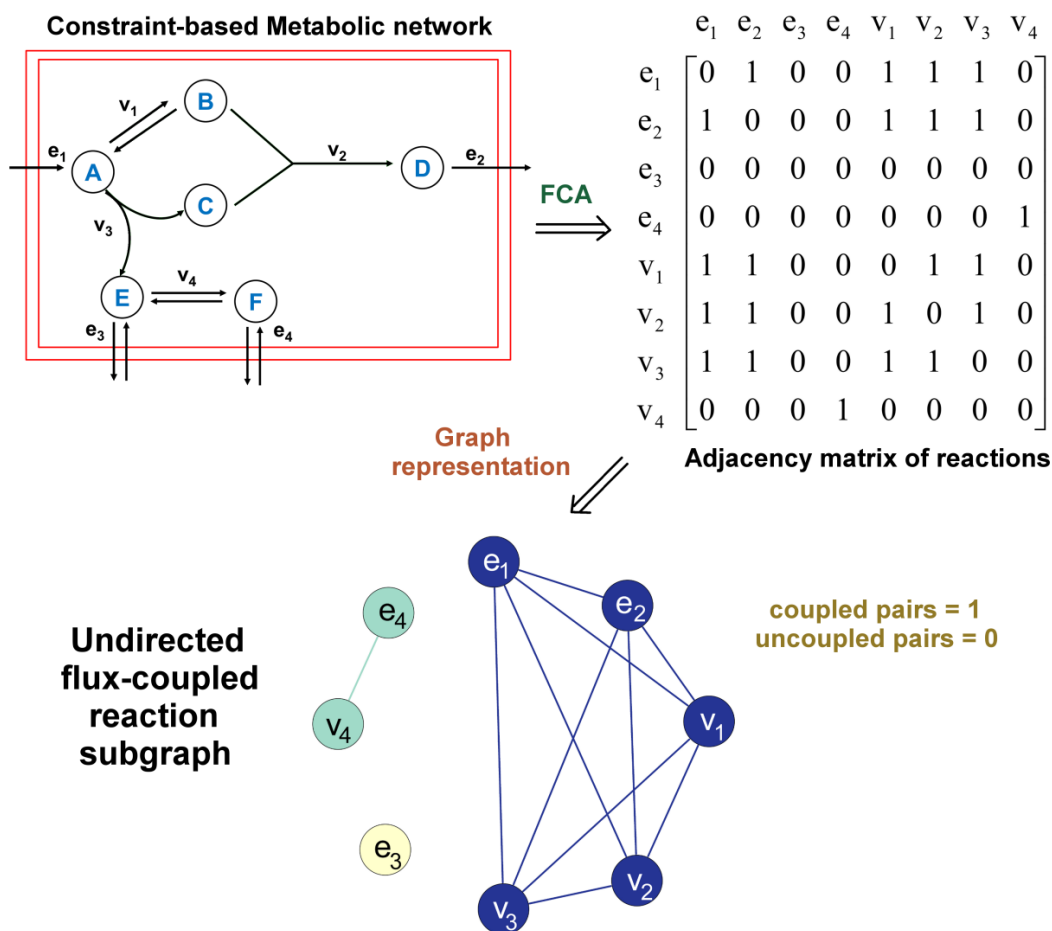 Constraint-based Metabolic network
e₁
v₁
B
A
v₂
D
e₂
C
v₃
v₄
E
F
e₃
e₄
FCA
e₁ e₂ e₃ e₄ v₁ v₂ v₃ v₄
e₁ 0 1 0 0 1 1 1 0
e₂ 1 0 0 0 1 1 1 0
e₃ 0 0 0 0 0 0 0 0
e₄ 0 0 0 0 0 0 0 1
v₁ 1 1 0 0 0 1 1 0
v₂ 1 1 0 0 1 0 1 0
v₃ 1 1 0 0 1 1 0 0
v₄ 0 0 0 1 0 0 0 0
Adjacency matrix of reactions
Graph
representation
Undirected
flux-coupled
reaction
subgraph
e₄
v₄
e₃
e₁
e₂
v₁
v₂
v₃
coupled pairs = 1
uncoupled pairs = 0